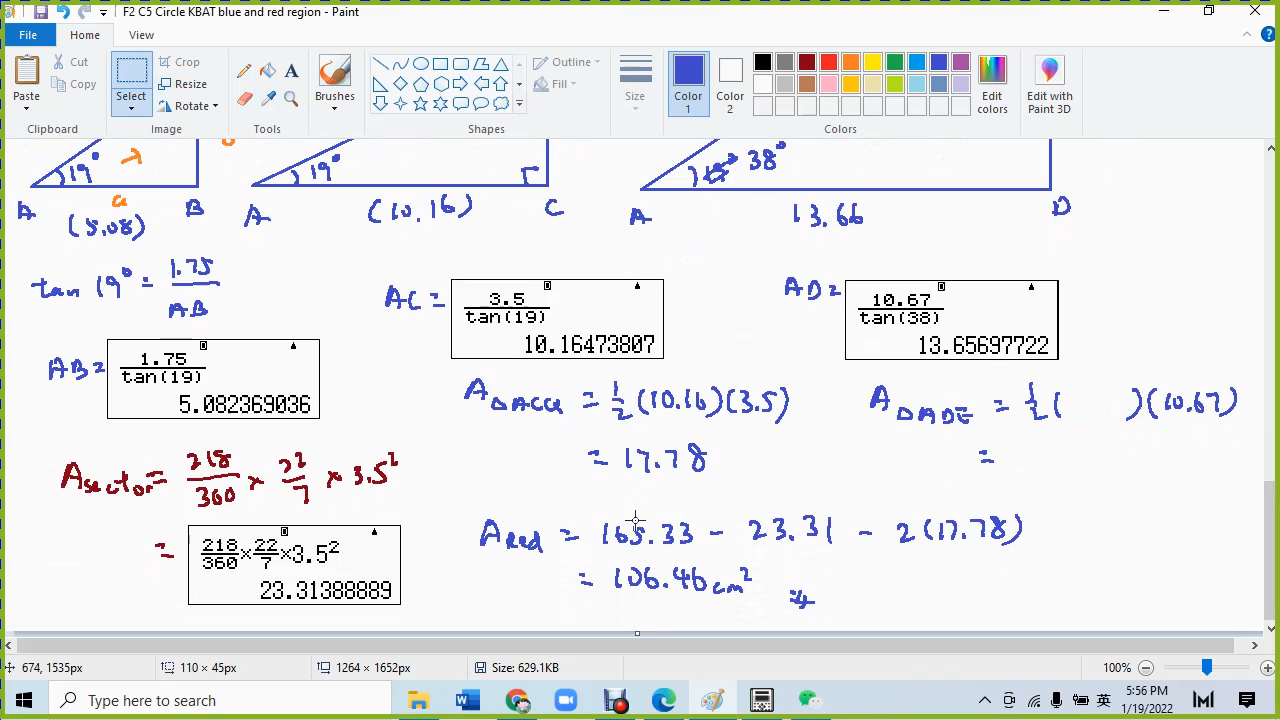 F2 C5 Circle KBAT blue and red region - Paint
File Home View
Paste Cut Copy Clipboard
Select Crop Resize Rotate Image
Tools
Brushes
Shapes Outline Fill
Size
Color 1 Color 2 Edit colors Colors
Edit with Paint 3D
19° 19° 38°
A a B A C A D
(5.08) (10.16) 13.66
tan 19° = 1.75 / AB
AC = 3.5 / tan(19) 10.16473807
AD = 10.67 / tan(38) 13.65697722
AB = 1.75 / tan(19) 5.082369036
A△ACG = 1/2 (10.16)(3.5)
= 17.78
A△ADE = 1/2 ( )(10.67)
=
Asector = 218/360 × 22/7 × 3.5²
= 218/360 × 22/7 × 3.5² 23.31388889
Ared = 165.33 - 23.31 - 2(17.78)
= 106.46 cm²
674, 1535px 110 × 45px 1264 × 1652px Size: 629.1KB 100%
Type here to search
英 5:56 PM
1/19/2022